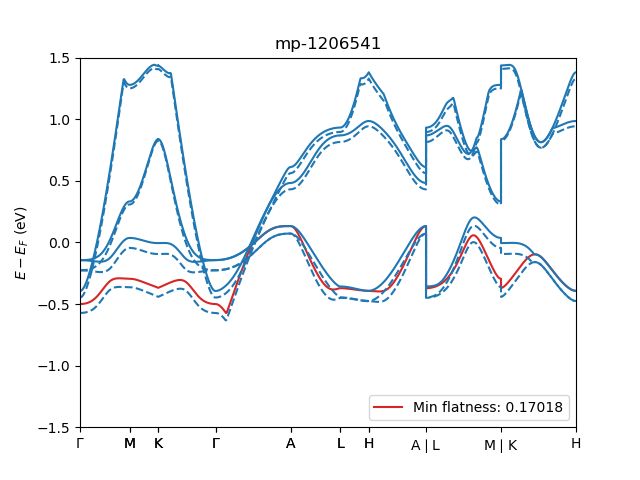 mp-1206541
E − E_F (eV)
1.5
1.0
0.5
0.0
−0.5
−1.0
−1.5
Min flatness: 0.17018
Γ M K Γ A L H A | L M | K H